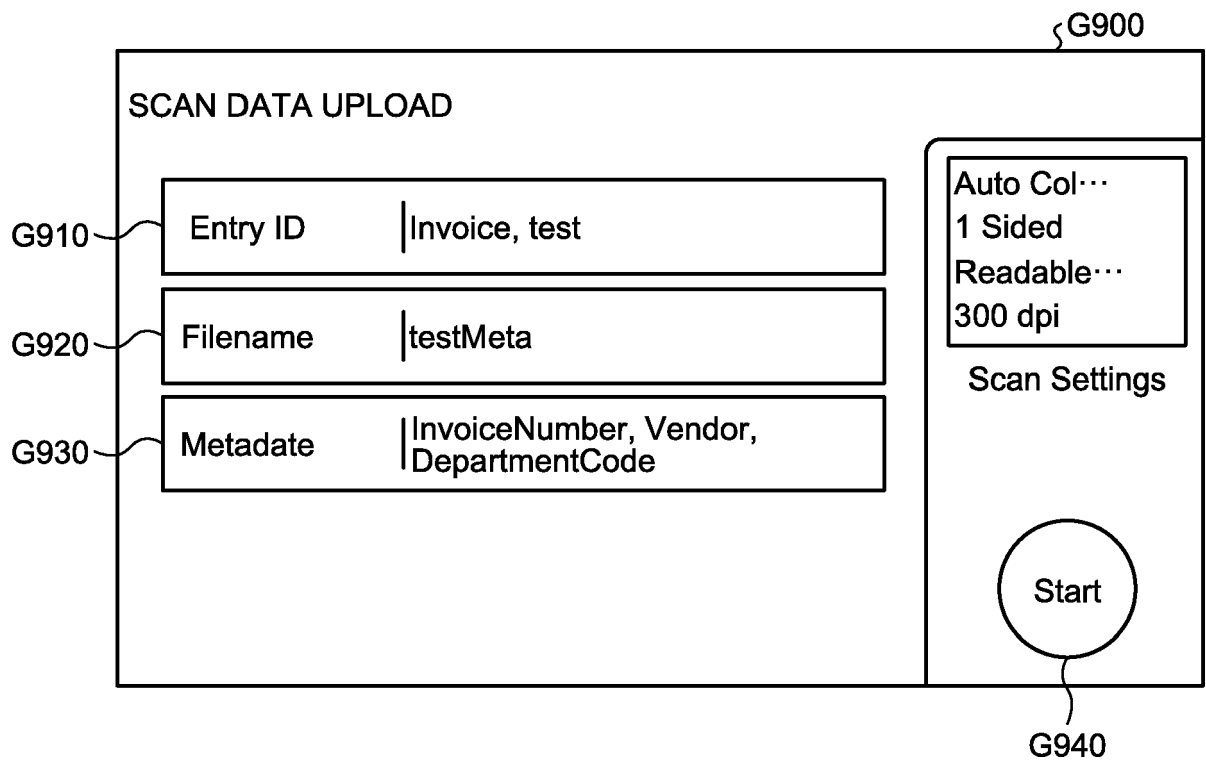 G900
SCAN DATA UPLOAD
G910
Entry ID
Invoice, test
G920
Filename
testMeta
G930
Metadate
InvoiceNumber, Vendor,
DepartmentCode
Auto Col···
1 Sided
Readable···
300 dpi
Scan Settings
Start
G940